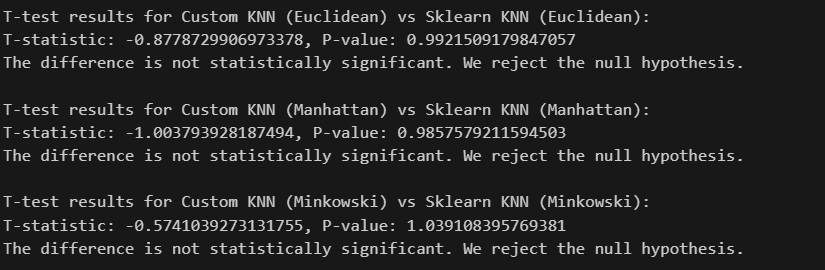 T-test results for Custom KNN (Euclidean) vs Sklearn KNN (Euclidean):
T-statistic: -0.8778729906973378, P-value: 0.9921509179847057
The difference is not statistically significant. We reject the null hypothesis.
T-test results for Custom KNN (Manhattan) vs Sklearn KNN (Manhattan):
T-statistic: -1.003793928187494, P-value: 0.9857579211594503
The difference is not statistically significant. We reject the null hypothesis.
T-test results for Custom KNN (Minkowski) vs Sklearn KNN (Minkowski):
T-statistic: -0.5741039273131755, P-value: 1.039108395769381
The difference is not statistically significant. We reject the null hypothesis.